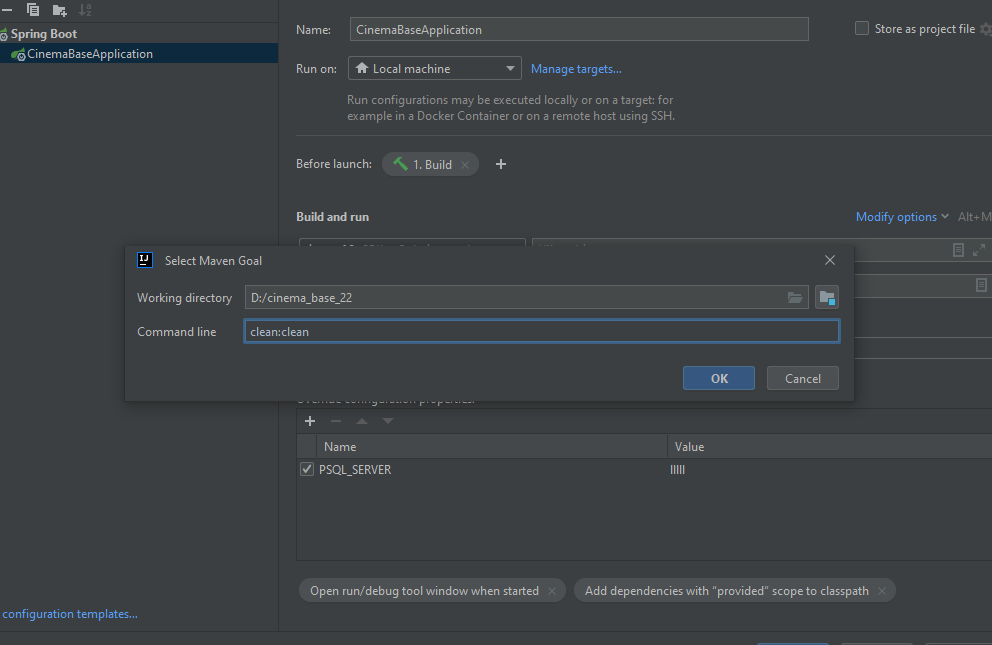 Spring Boot
CinemaBaseApplication
Name:
CinemaBaseApplication
Store as project file
Run on:
Local machine
Manage targets...
Run configurations may be executed locally or on a target: for
example in a Docker Container or on a remote host using SSH.
Before launch:
1. Build
Build and run
Modify options
Alt+M
Select Maven Goal
Working directory
D:/cinema_base_22
Command line
clean:clean
OK
Cancel
Override configuration properties:
Name
Value
PSQL_SERVER
lllll
Open run/debug tool window when started
Add dependencies with "provided" scope to classpath
configuration templates...